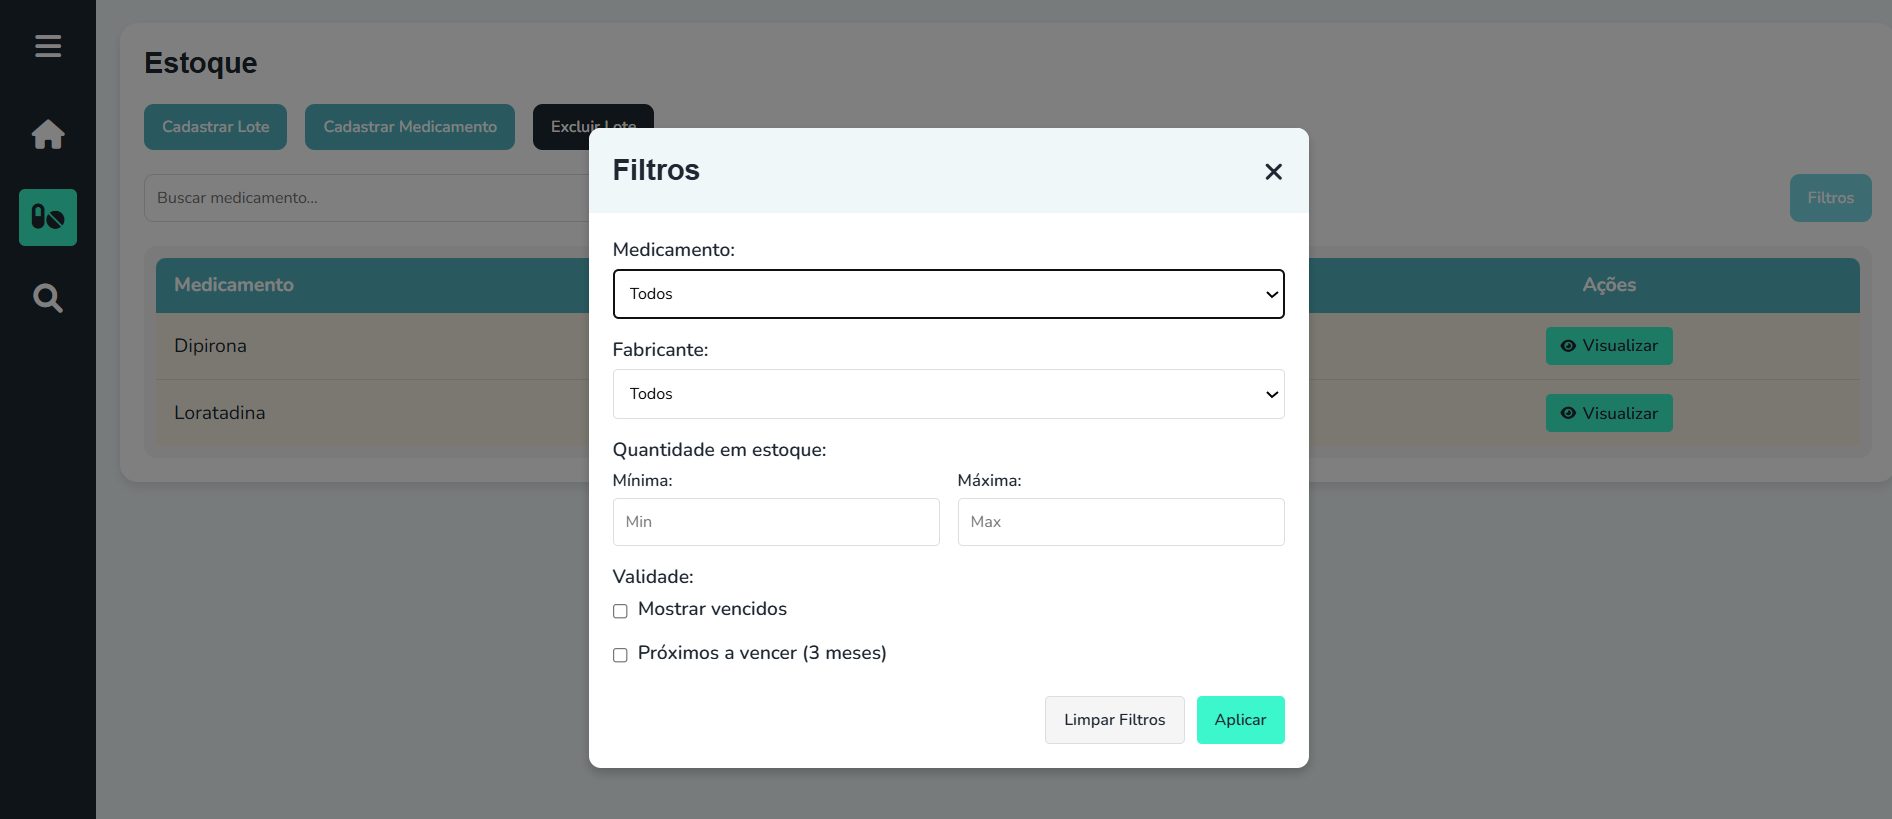 Estoque
Cadastrar Lote
Cadastrar Medicamento
Excluir Lote
Buscar medicamento...
Filtros
Medicamento
Ações
Dipirona
Visualizar
Loratadina
Visualizar
Filtros
Medicamento:
Todos
Fabricante:
Todos
Quantidade em estoque:
Mínima:
Máxima:
Min
Max
Validade:
Mostrar vencidos
Próximos a vencer (3 meses)
Limpar Filtros
Aplicar